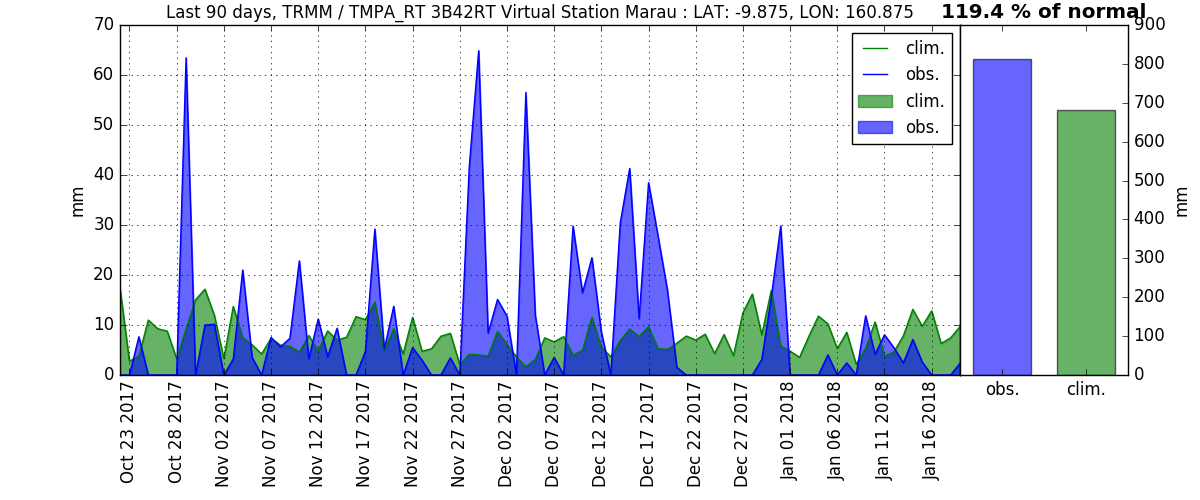 Last 90 days, TRMM / TMPA_RT 3B42RT Virtual Station Marau : LAT: -9.875, LON: 160.875
119.4 % of normal
70
60
50
40
30
20
10
0
mm
clim.
obs.
clim.
obs.
900
800
700
600
500
400
300
200
100
0
mm
obs.
clim.
Oct 23 2017
Oct 28 2017
Nov 02 2017
Nov 07 2017
Nov 12 2017
Nov 17 2017
Nov 22 2017
Nov 27 2017
Dec 02 2017
Dec 07 2017
Dec 12 2017
Dec 17 2017
Dec 22 2017
Dec 27 2017
Jan 01 2018
Jan 06 2018
Jan 11 2018
Jan 16 2018